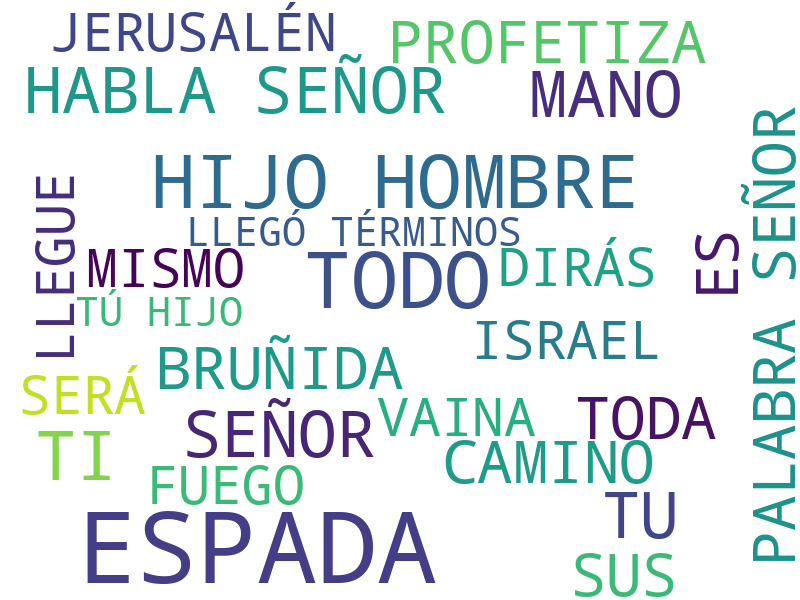 JERUSALÉN
PROFETIZA
HABLA SEÑOR
MANO
HIJO HOMBRE
LLEGUE
LLEGÓ TÉRMINOS
MISMO
TODO
DIRÁS
ES
PALABRA SEÑOR
TÚ HIJO
ISRAEL
BRUÑIDA
SERÁ
SEÑOR
VAINA
TODA
TI
FUEGO
CAMINO
ESPADA
TU
SUS